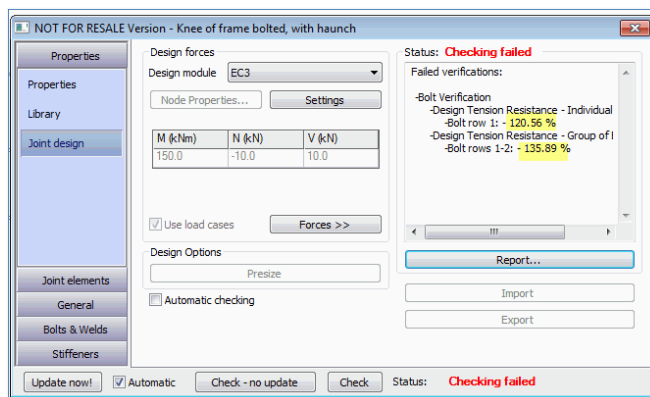 NOT FOR RESALE Version - Knee of frame bolted, with haunch
Properties
Properties
Library
Joint design
Joint elements
General
Bolts & Welds
Stiffeners
Design forces
Design module EC3
Node Properties... Settings
M (kNm) N (kN) V (kN)
150.0 -10.0 10.0
Use load cases Forces >>
Design Options
Presize
Automatic checking
Status: Checking failed
Failed verifications:
-Bolt Verification
-Design Tension Resistance - Individual
-Bolt row 1: - 120.56 %
-Design Tension Resistance - Group of
-Bolt rows 1-2: - 135.89 %
Report...
Import
Export
Update now! Automatic Check - no update Check Status: Checking failed